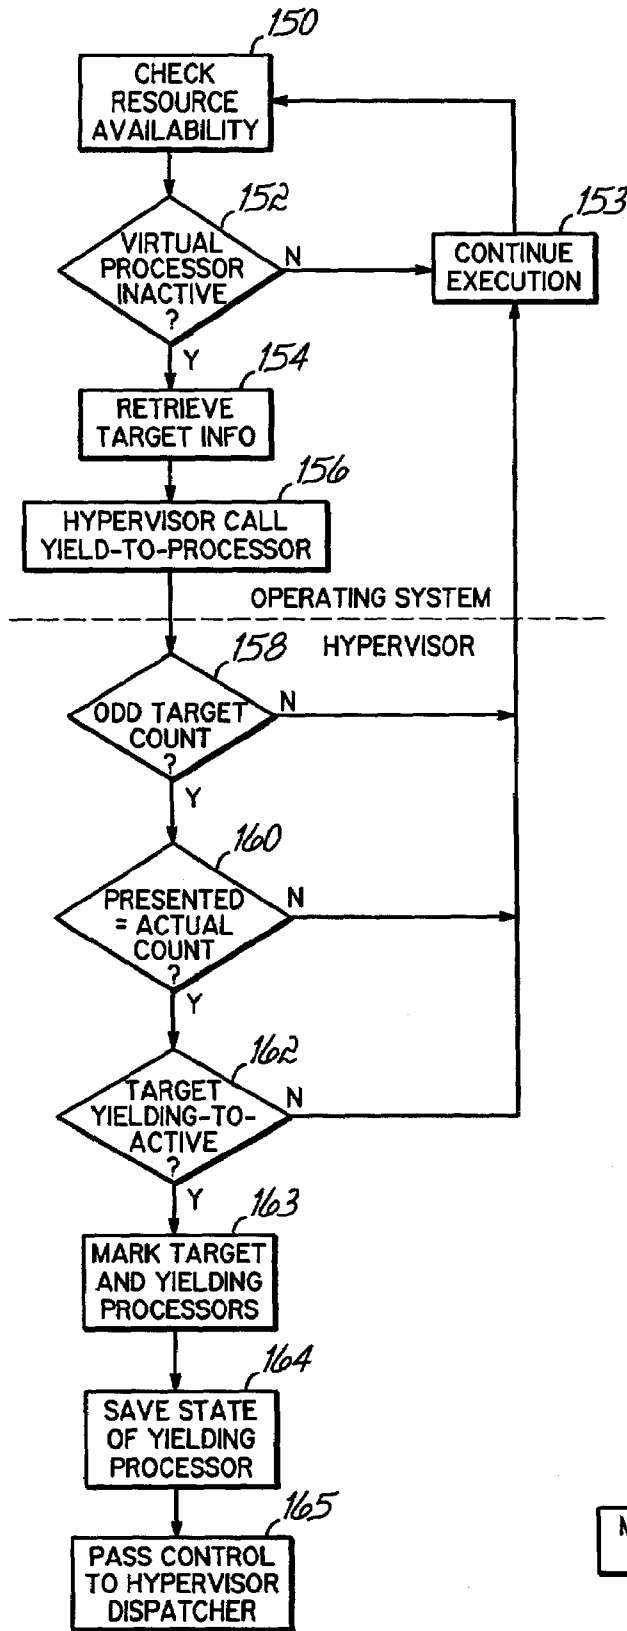 150
CHECK
RESOURCE
AVAILABILITY
152
VIRTUAL
PROCESSOR
INACTIVE
?
N
Y
153
CONTINUE
EXECUTION
154
RETRIEVE
TARGET INFO
156
HYPERVISOR CALL
YIELD-TO-PROCESSOR
OPERATING SYSTEM
HYPERVISOR
158
ODD TARGET
COUNT
?
N
Y
160
PRESENTED
= ACTUAL
COUNT
?
N
Y
162
TARGET
YIELDING-TO-
ACTIVE
?
N
Y
163
MARK TARGET
AND YIELDING
PROCESSORS
164
SAVE STATE
OF YIELDING
PROCESSOR
165
PASS CONTROL
TO HYPERVISOR
DISPATCHER